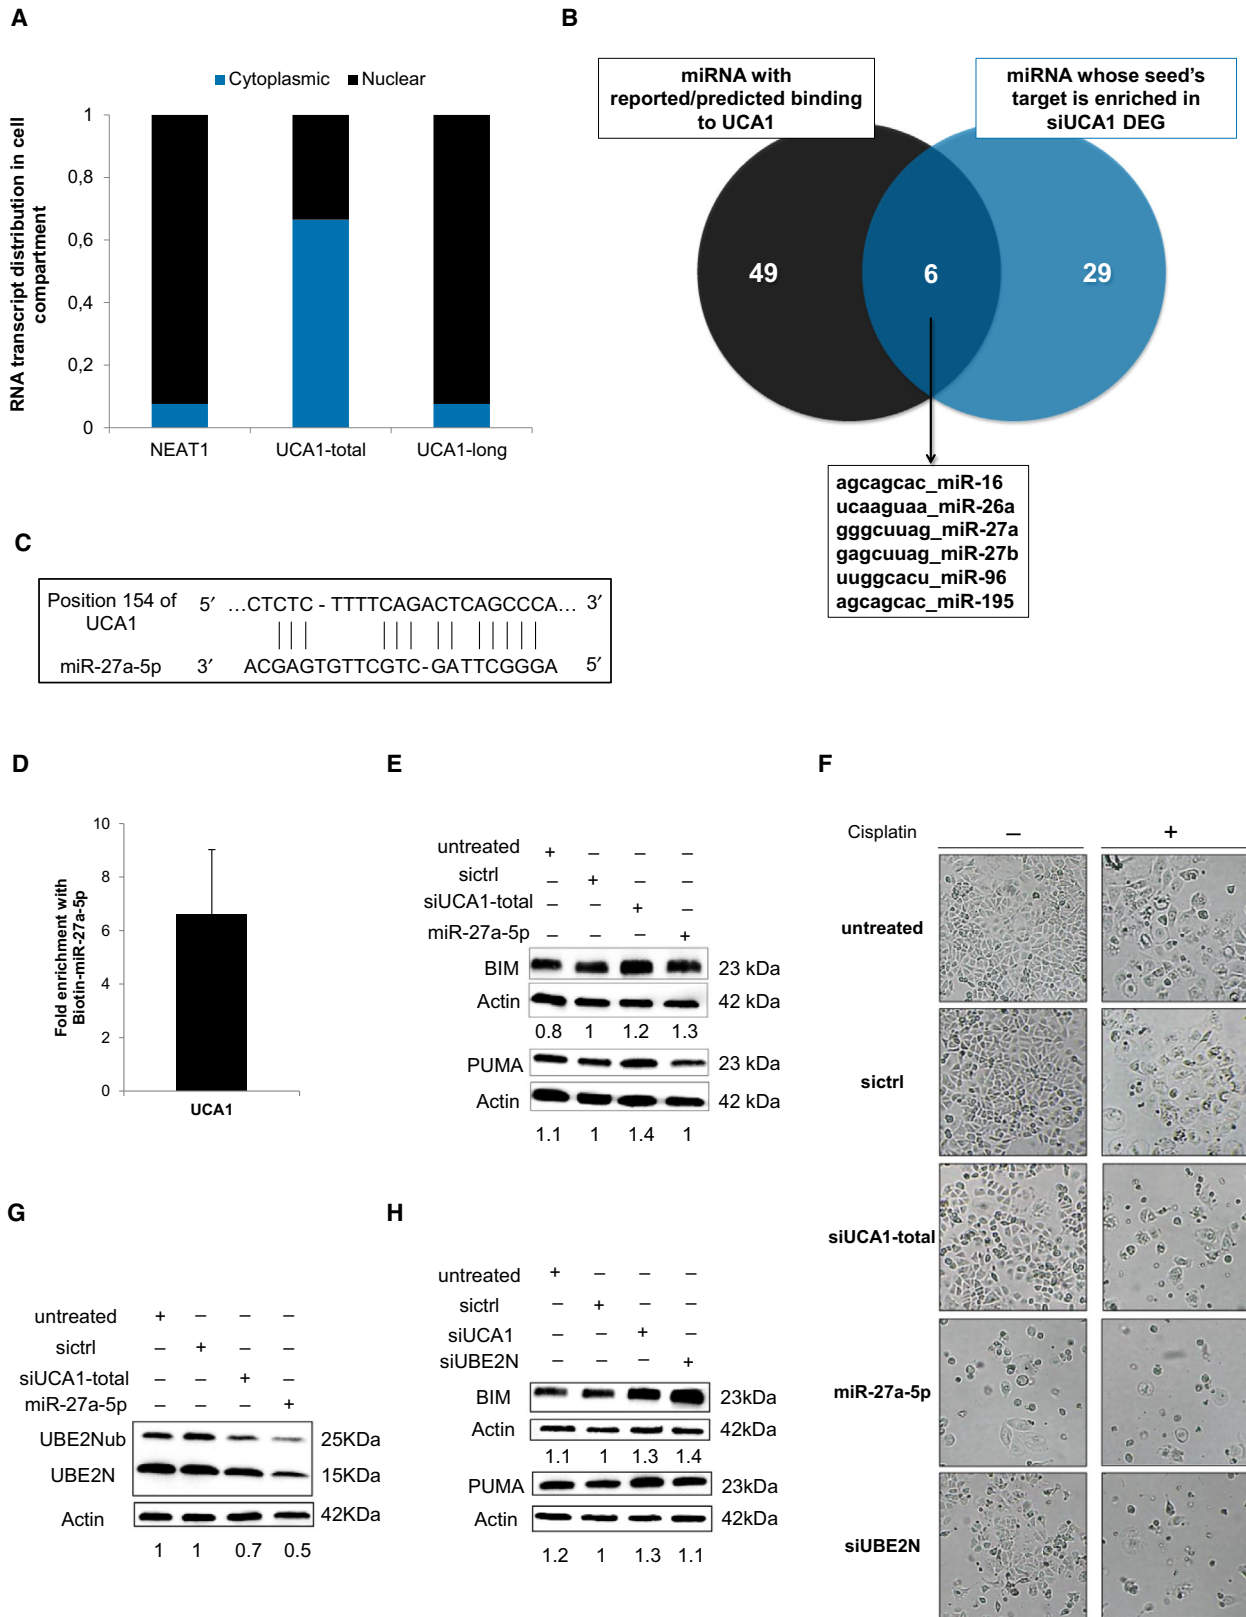 A
Cytoplasmic Nuclear
RNA transcript distribution in cell
compartment
1
0,8
0,6
0,4
0,2
0
NEAT1 UCA1-total UCA1-long
B
miRNA with
reported/predicted binding
to UCA1
miRNA whose seed's
target is enriched in
siUCA1 DEG
49 6 29
agcagcac_miR-16
ucaaguaa_miR-26a
gggcuuag_miR-27a
gagcuuag_miR-27b
uuggcacu_miR-96
agcagcac_miR-195
C
Position 154 of
UCA1
5′ ...CTCTC - TTTTCAGACTCAGCCCA... 3′
miR-27a-5p 3′ ACGAGTGTTCGTC-GATTCGGGA 5′
D
Fold enrichment with
Biotin-miR-27a-5p
10
8
6
4
2
0
UCA1
E
untreated + – – –
sictrl – + – –
siUCA1-total – – + –
miR-27a-5p – – – +
BIM 23 kDa
Actin 42 kDa
0.8 1 1.2 1.3
PUMA 23 kDa
Actin 42 kDa
1.1 1 1.4 1
F
Cisplatin – +
untreated
sictrl
siUCA1-total
miR-27a-5p
siUBE2N
G
untreated + – – –
sictrl – + – –
siUCA1-total – – + –
miR-27a-5p – – – +
UBE2Nub 25KDa
UBE2N 15KDa
Actin 42KDa
1 1 0.7 0.5
H
untreated + – – –
sictrl – + – –
siUCA1 – – + –
siUBE2N – – – +
BIM 23kDa
Actin 42kDa
1.1 1 1.3 1.4
PUMA 23kDa
Actin 42kDa
1.2 1 1.3 1.1